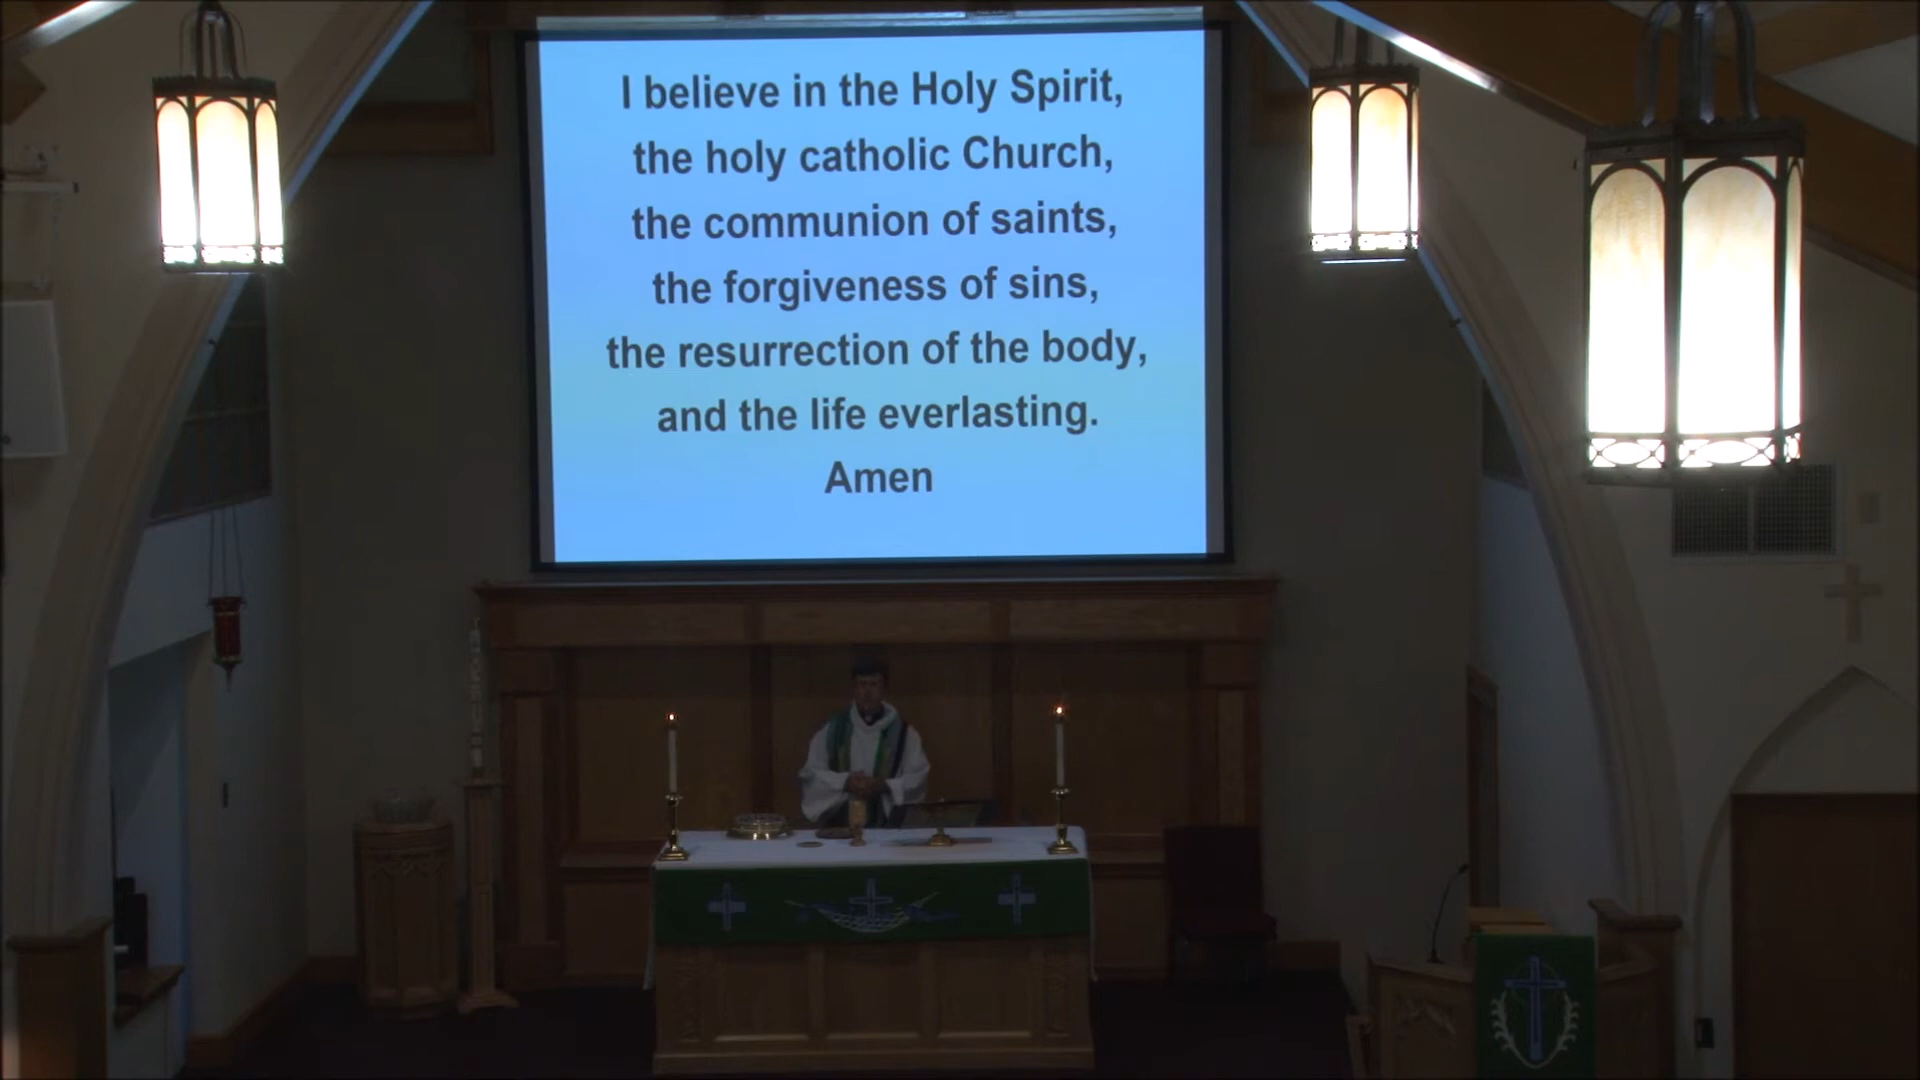 I believe in the Holy Spirit,
the holy catholic Church,
the communion of saints,
the forgiveness of sins,
the resurrection of the body,
and the life everlasting.
Amen